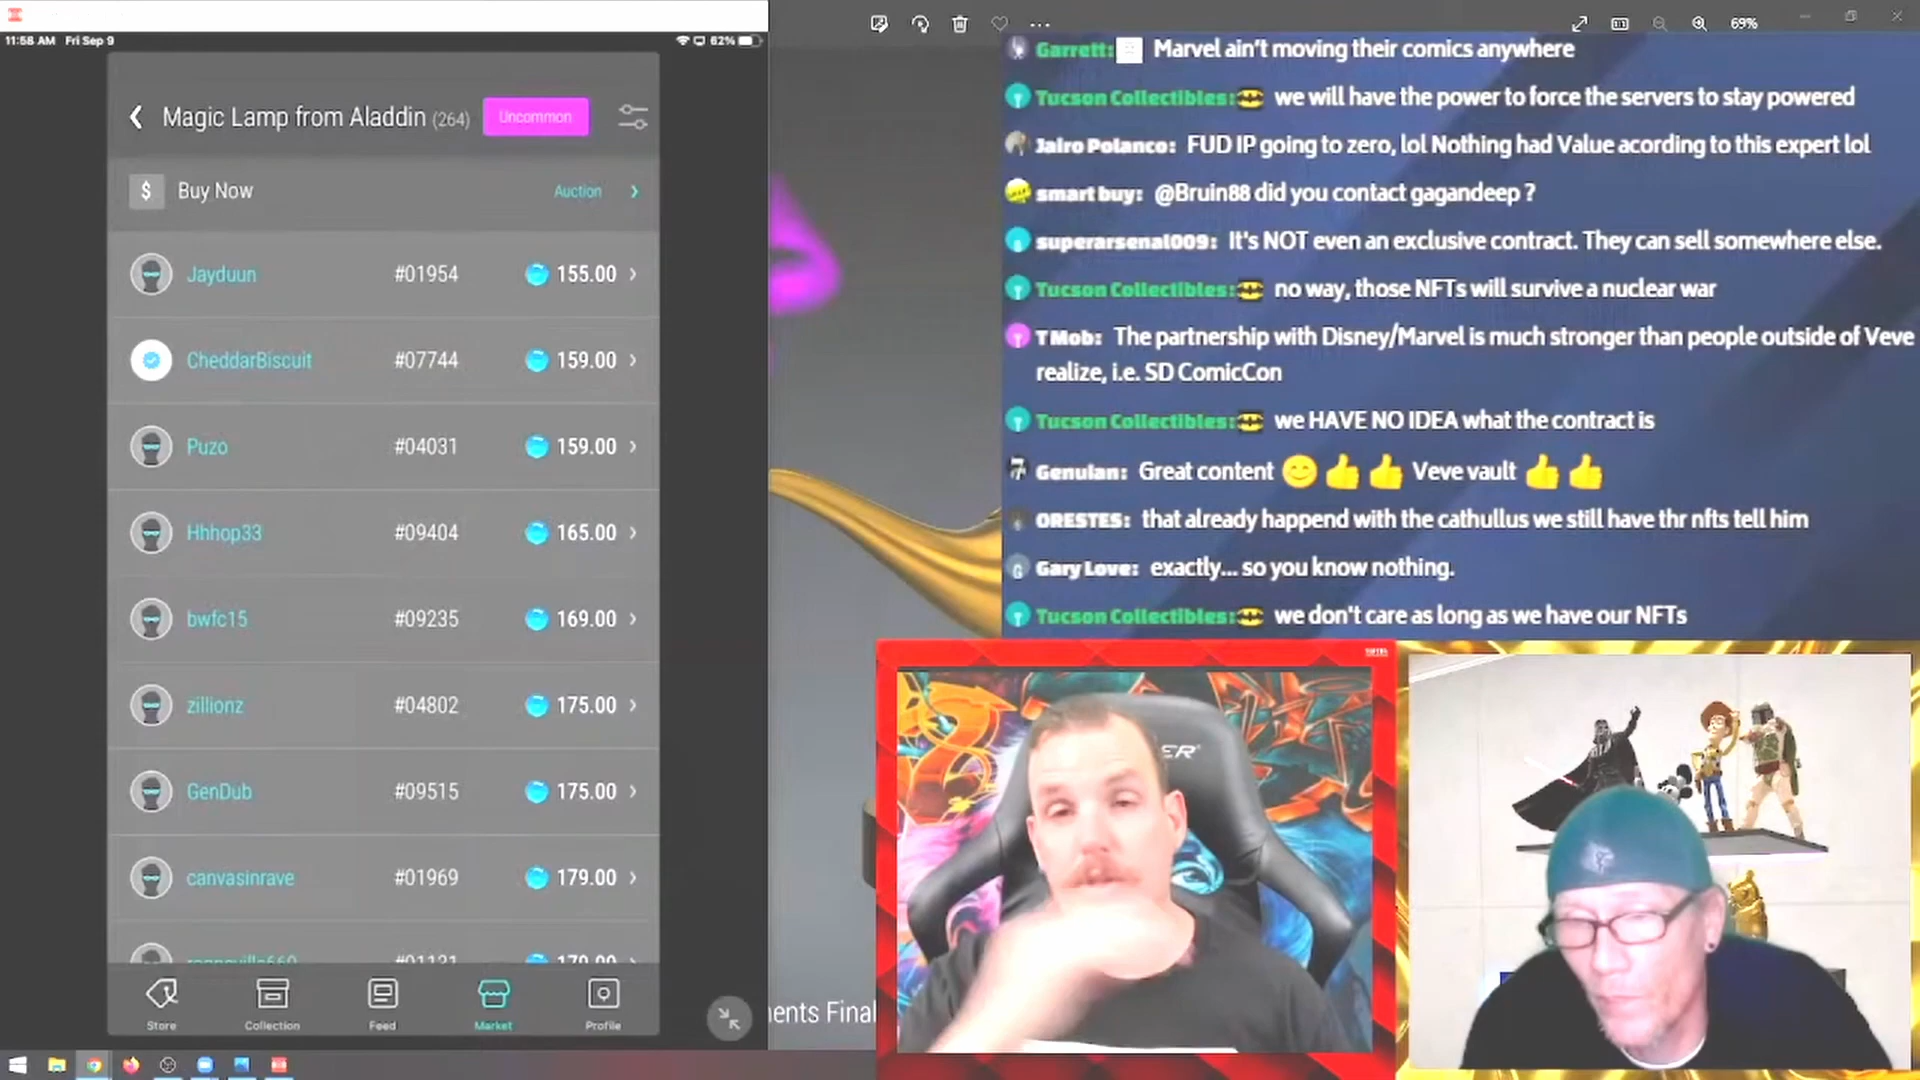 11:58 AM Fri Sep 9
62%
Magic Lamp from Aladdin (264)
Uncommon
Buy Now
Auction
Jayduun #01954 155.00
CheddarBiscuit #07744 159.00
Puzo #04031 159.00
Hhhop33 #09404 165.00
bwfc15 #09235 169.00
zillionz #04802 175.00
GenDub #09515 175.00
canvasinrave #01969 179.00
Store
Collection
Feed
Market
Profile
69%
Garrett: Marvel ain't moving their comics anywhere
Tucson Collectibles: we will have the power to force the servers to stay powered
Jairo Polanco: FUD IP going to zero, lol Nothing had Value acording to this expert lol
smart buy: @Bruin88 did you contact gagandeep ?
superarsenal009: It's NOT even an exclusive contract. They can sell somewhere else.
Tucson Collectibles: no way, those NFTs will survive a nuclear war
T Mob: The partnership with Disney/Marvel is much stronger than people outside of Veve
realize, i.e. SD ComicCon
Tucson Collectibles: we HAVE NO IDEA what the contract is
Genuian: Great content 😊 👍 👍 Veve vault 👍 👍
ORESTES: that already happend with the cathullus we still have thr nfts tell him
Gary Love: exactly... so you know nothing.
Tucson Collectibles: we don't care as long as we have our NFTs
ents Final